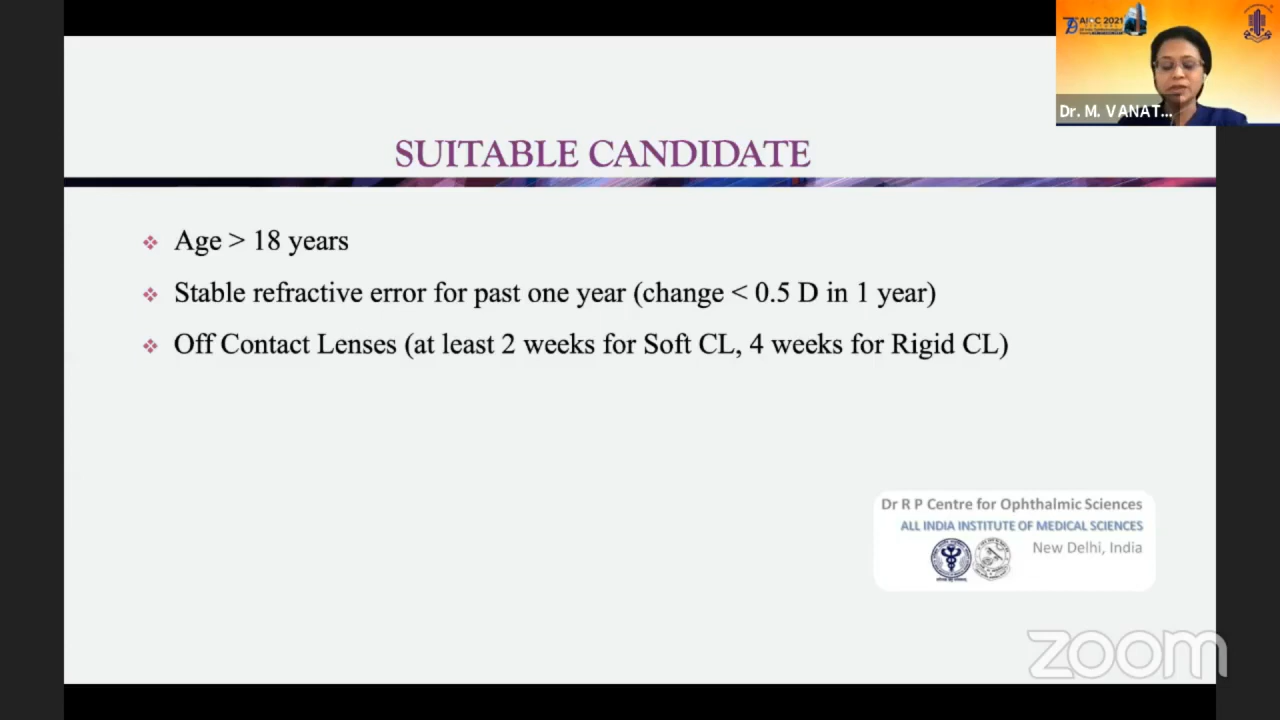 AIOC 2021
Dr. M. VANAT...
SUITABLE CANDIDATE
❖ Age > 18 years
❖ Stable refractive error for past one year (change < 0.5 D in 1 year)
❖ Off Contact Lenses (at least 2 weeks for Soft CL, 4 weeks for Rigid CL)
Dr R P Centre for Ophthalmic Sciences
ALL INDIA INSTITUTE OF MEDICAL SCIENCES
New Delhi, India
zoom